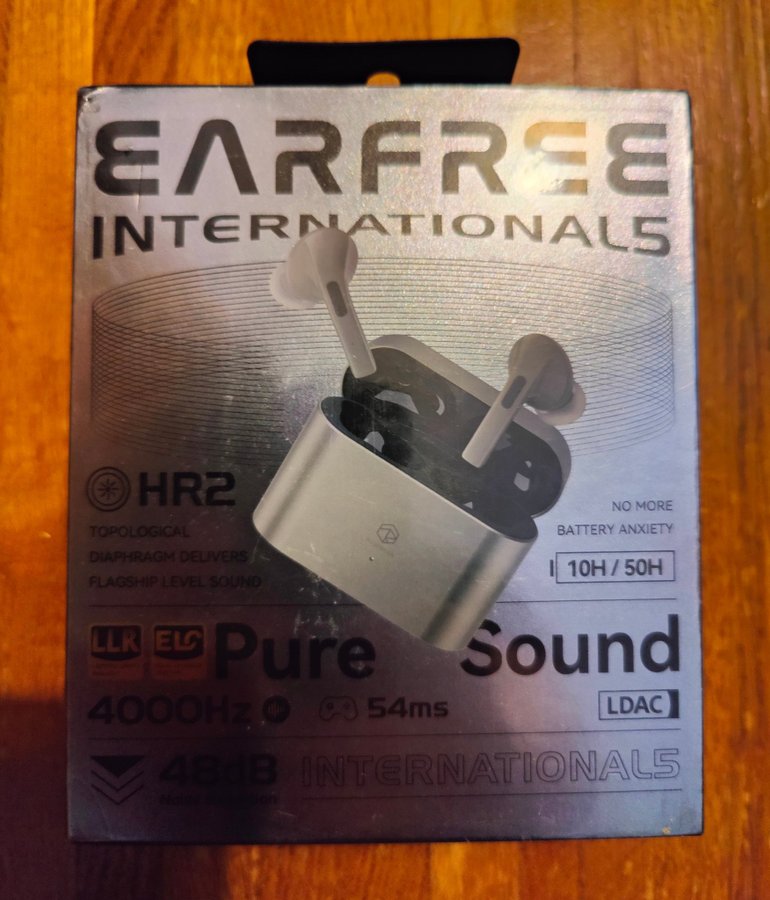 EARFREE
INTERNATIONAL5
HR2
TOPOLOGICAL
DIAPHRAGM DELIVERS
FLAGSHIP LEVEL SOUND
NO MORE
BATTERY ANXIETY
10H / 50H
LLR ELC Pure Sound
4000Hz 54ms LDAC
48dB INTERNATIONAL5